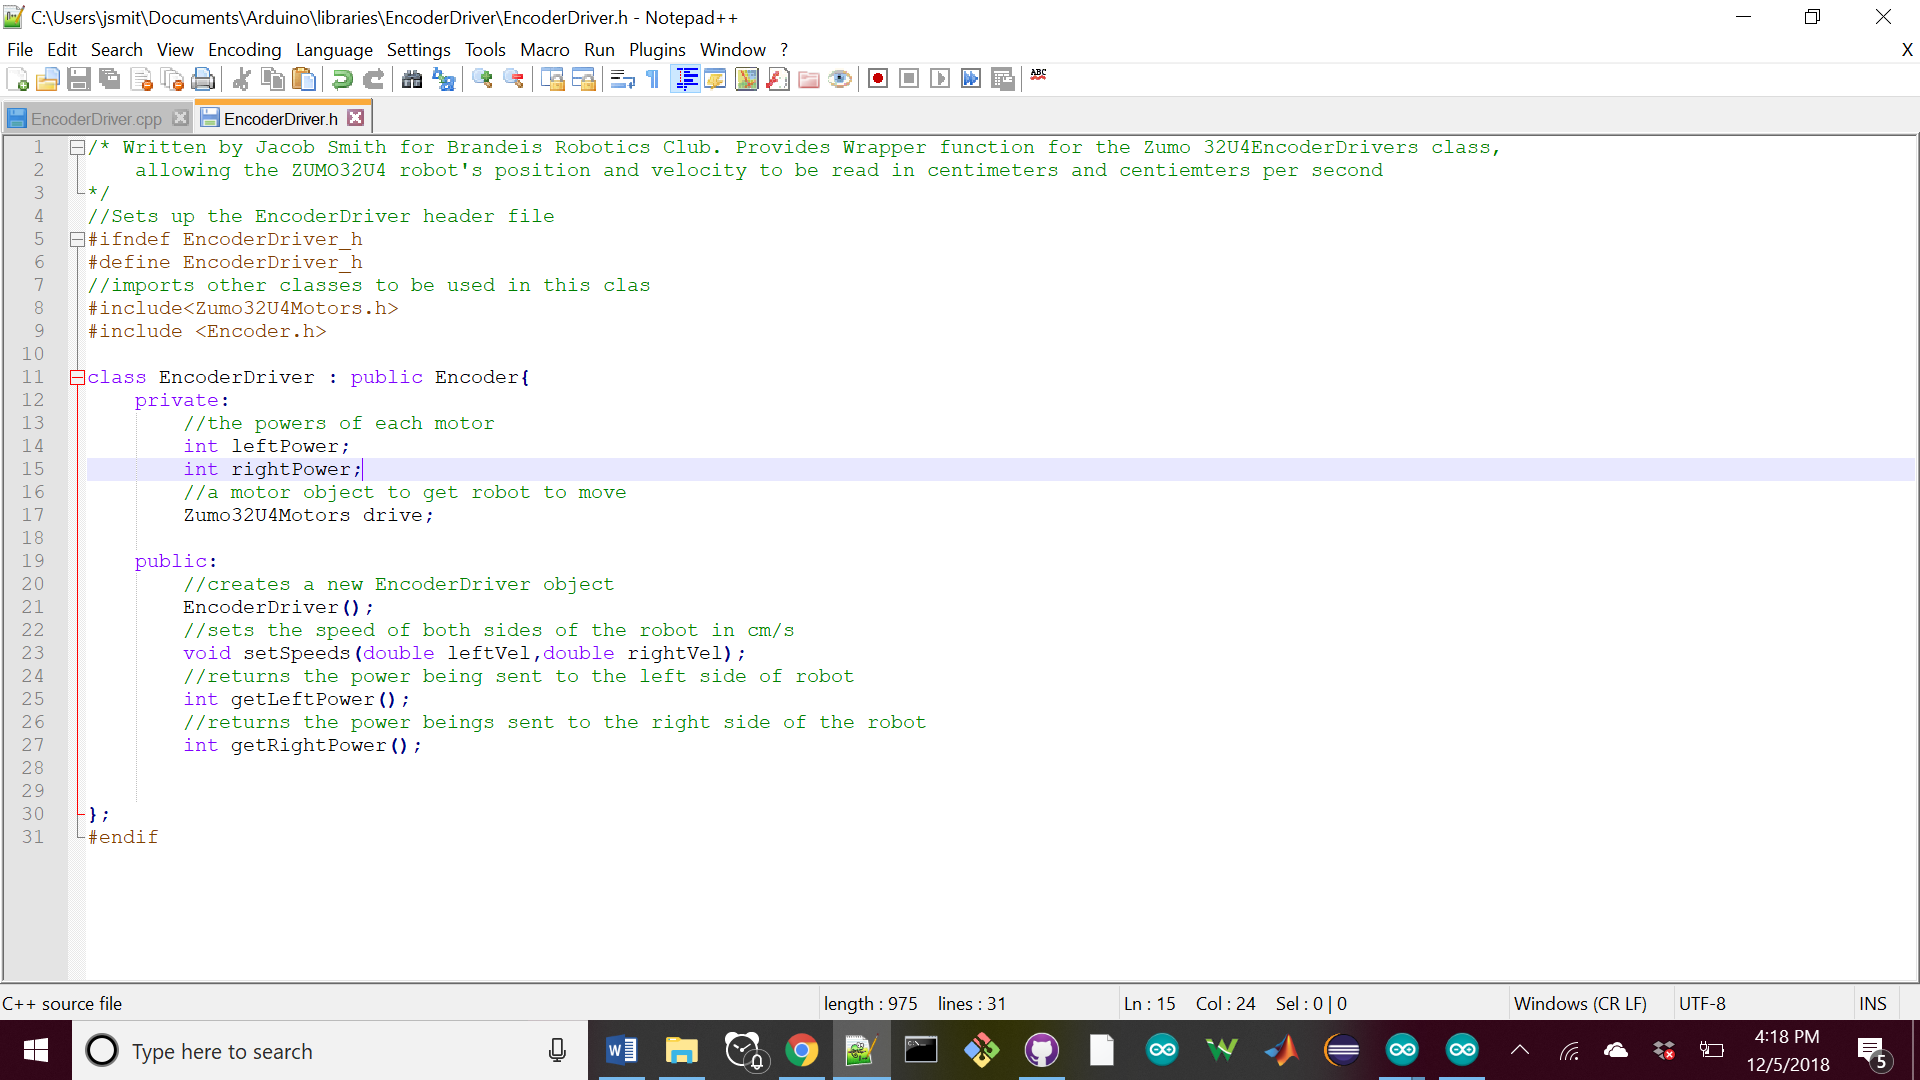 C:\Users\jsmit\Documents\Arduino\libraries\EncoderDriver\EncoderDriver.h - Notepad++
File Edit Search View Encoding Language Settings Tools Macro Run Plugins Window ?
X
ABC
EncoderDriver.cpp EncoderDriver.h
1 /* Written by Jacob Smith for Brandeis Robotics Club. Provides Wrapper function for the Zumo 32U4EncoderDrivers class,
2 allowing the ZUMO32U4 robot's position and velocity to be read in centimeters and centiemters per second
3 */
4 //Sets up the EncoderDriver header file
5 #ifndef EncoderDriver_h
6 #define EncoderDriver_h
7 //imports other classes to be used in this clas
8 #include<Zumo32U4Motors.h>
9 #include <Encoder.h>
10
11 class EncoderDriver : public Encoder{
12 private:
13 //the powers of each motor
14 int leftPower;
15 int rightPower;
16 //a motor object to get robot to move
17 Zumo32U4Motors drive;
18
19 public:
20 //creates a new EncoderDriver object
21 EncoderDriver();
22 //sets the speed of both sides of the robot in cm/s
23 void setSpeeds(double leftVel,double rightVel);
24 //returns the power being sent to the left side of robot
25 int getLeftPower();
26 //returns the power beings sent to the right side of the robot
27 int getRightPower();
28
29
30 };
31 #endif
C++ source file length : 975 lines : 31 Ln : 15 Col : 24 Sel : 0 | 0 Windows (CR LF) UTF-8 INS
Type here to search
4:18 PM
12/5/2018
5